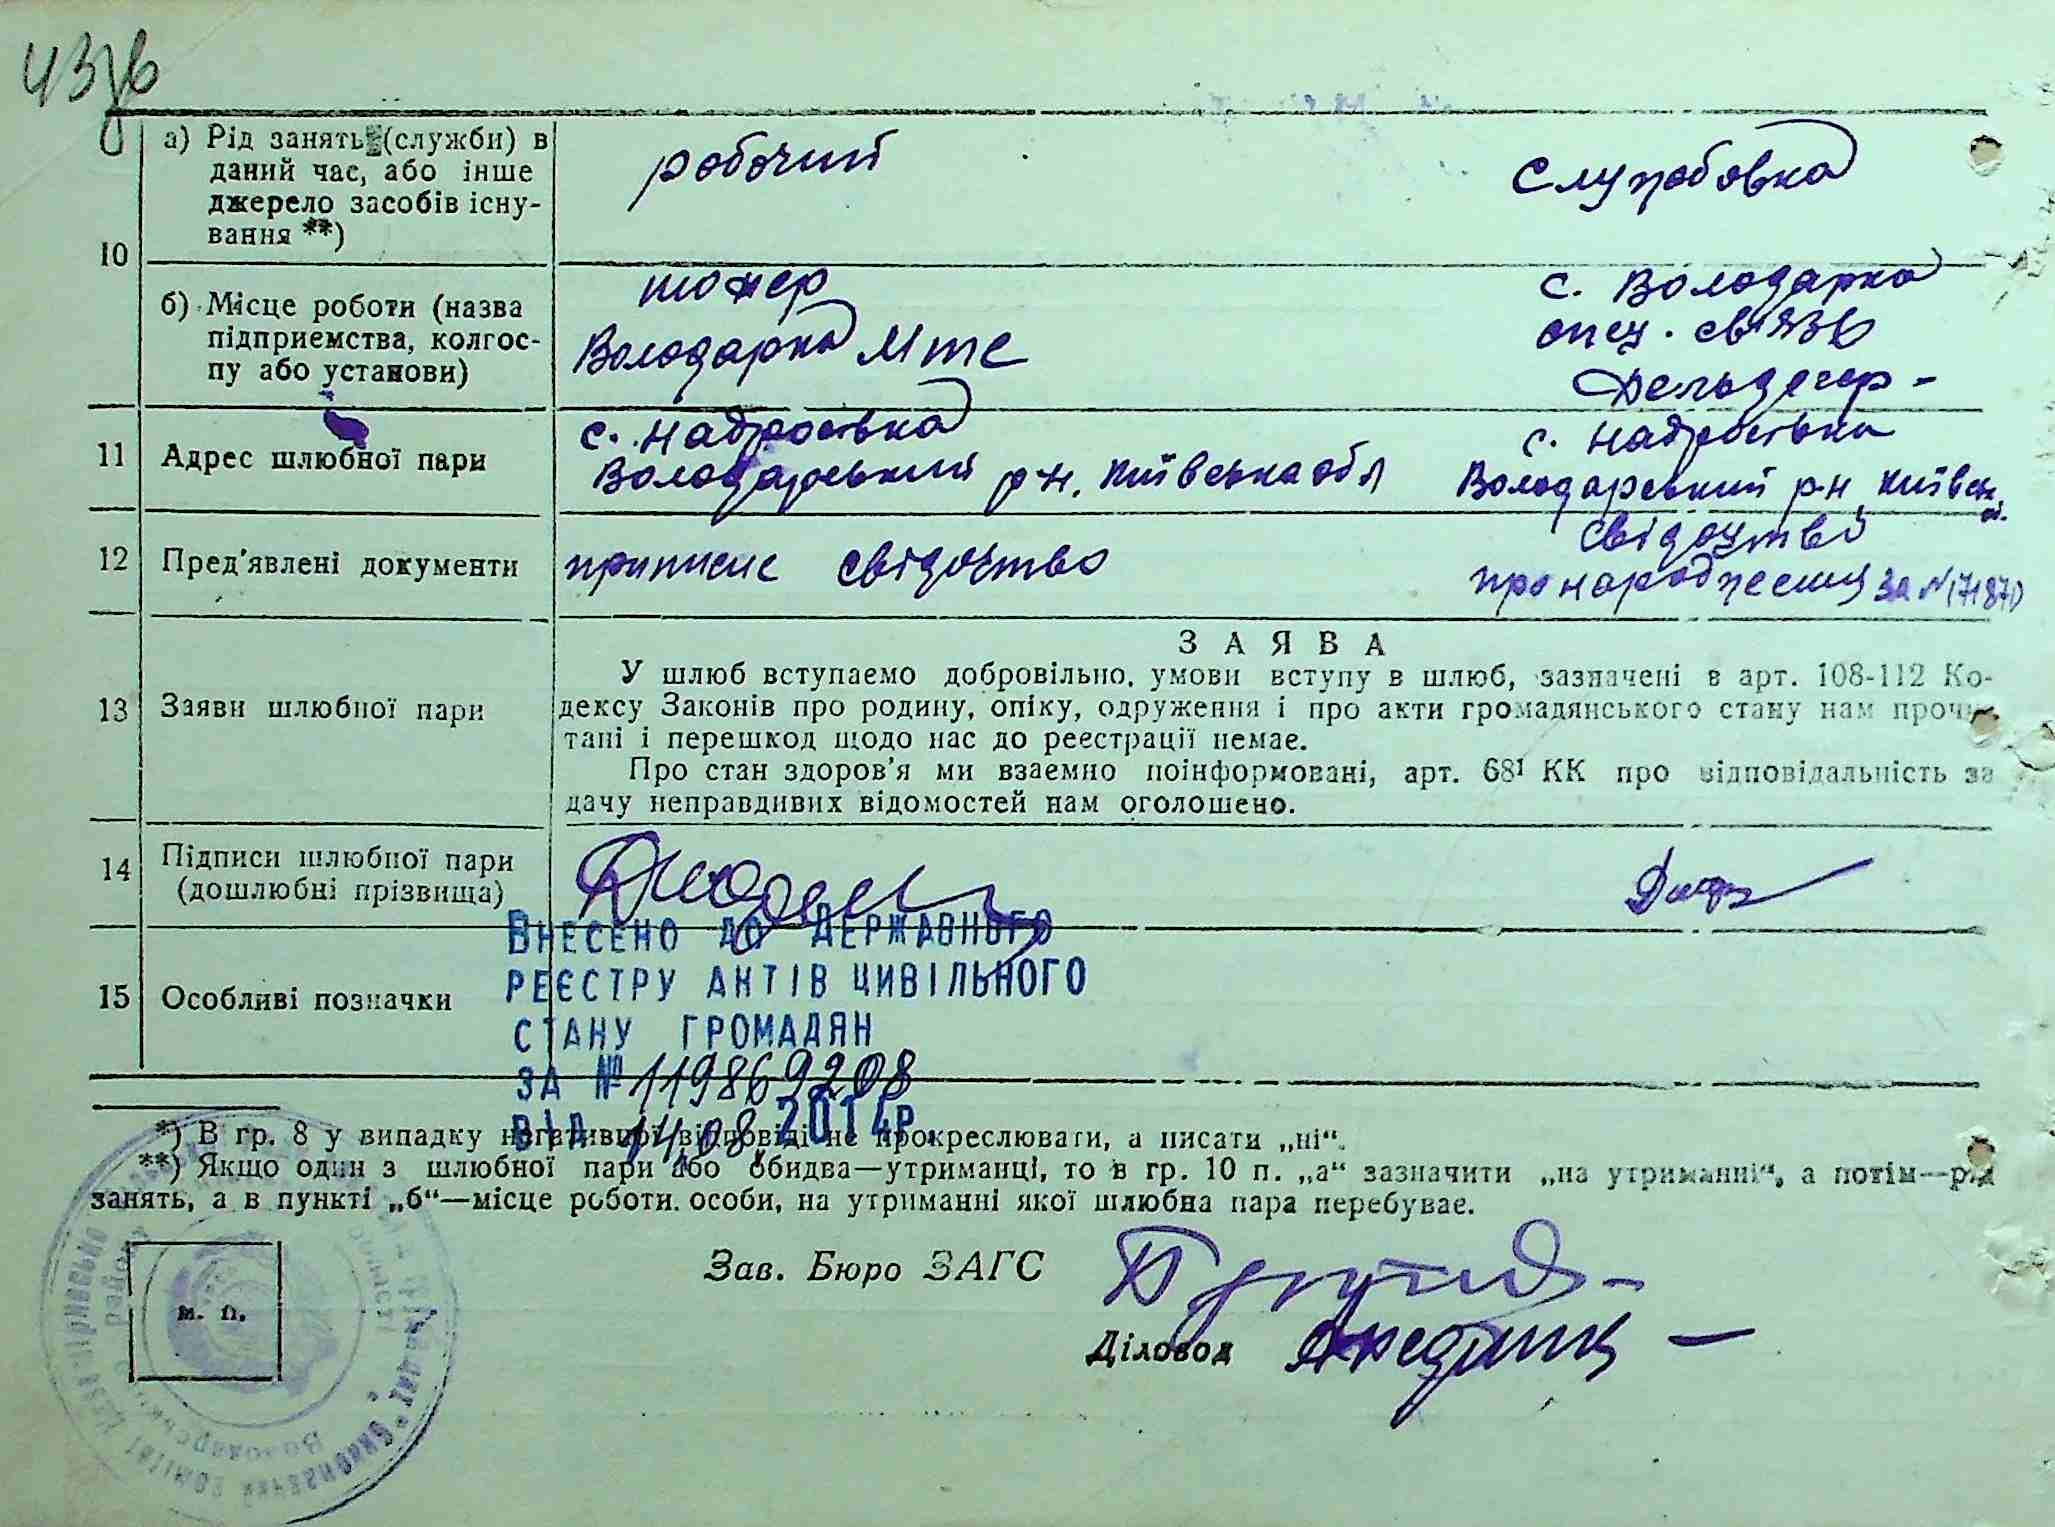 43
а) Рід занять (служби) в
даний час, або інше
джерело засобів існу-
вання **)
робочий
службовка
10
б) Місце роботи (назва
підприємства, колгос-
пу або установи)
Володарка МТС
с. Володарка
спец. связь
11
Адрес шлюбної пари
с. Надросівка
Володарський р-н, Київська обл
с. Надросівка
Володарський р-н Київськ.
об.
12
Пред'явлені документи
приписне свідоцтво
свідоцтво
про народження за №
13
Заяви шлюбної пари
ЗАЯВА
У шлюб вступаємо добровільно, умови вступу в шлюб, зазначені в арт. 108-112 Ко-
дексу Законів про родину, опіку, одруження і про акти громадянського стану нам прочи-
тані і перешкод щодо нас до реєстрації немає.
Про стан здоров'я ми взаємно поінформовані, арт. 68¹ КК про відповідальність за
дачу неправдивих відомостей нам оголошено.
14
Підписи шлюбної пари
(дошлюбні прізвища)
15
Особливі позначки
ВНЕСЕНО ДО ДЕРЖАВНОГО
РЕЄСТРУ АКТІВ ЦИВІЛЬНОГО
СТАНУ ГРОМАДЯН
ЗА № 119869208
ВІД 14.08.2014р.
*) В гр. 8 у випадку негативної відповіді не прокреслювати, а писати „ні“.
**) Якщо один з шлюбної пари або обидва—утриманці, то в гр. 10 п. „а“ зазначити „на утриманні“, а потім—рід
занять, а в пункті „б“—місце роботи особи, на утриманні якої шлюбна пара перебуває.
м. п.
Зав. Бюро ЗАГС
Діловод